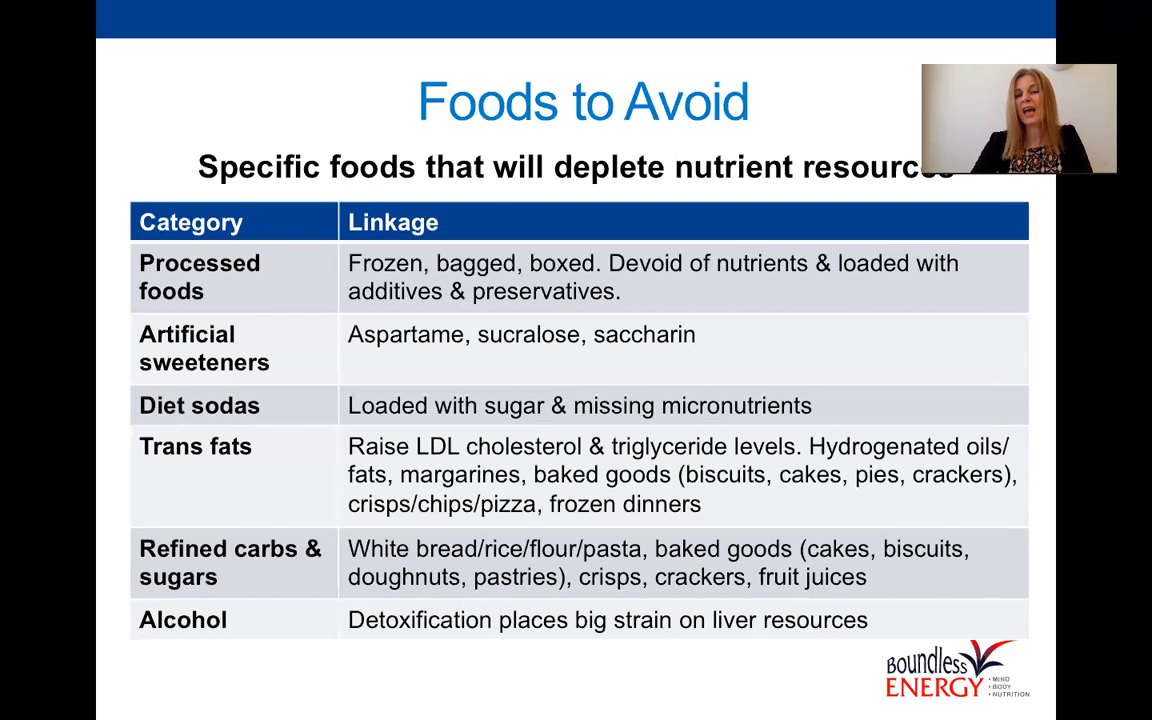 Foods to Avoid
Specific foods that will deplete nutrient resources
Category
Linkage
Processed
foods
Frozen, bagged, boxed. Devoid of nutrients & loaded with
additives & preservatives.
Artificial
sweeteners
Aspartame, sucralose, saccharin
Diet sodas
Loaded with sugar & missing micronutrients
Trans fats
Raise LDL cholesterol & triglyceride levels. Hydrogenated oils/
fats, margarines, baked goods (biscuits, cakes, pies, crackers),
crisps/chips/pizza, frozen dinners
Refined carbs &
sugars
White bread/rice/flour/pasta, baked goods (cakes, biscuits,
doughnuts, pastries), crisps, crackers, fruit juices
Alcohol
Detoxification places big strain on liver resources
Boundless
ENERGY
• MIND
• BODY
• NUTRITION